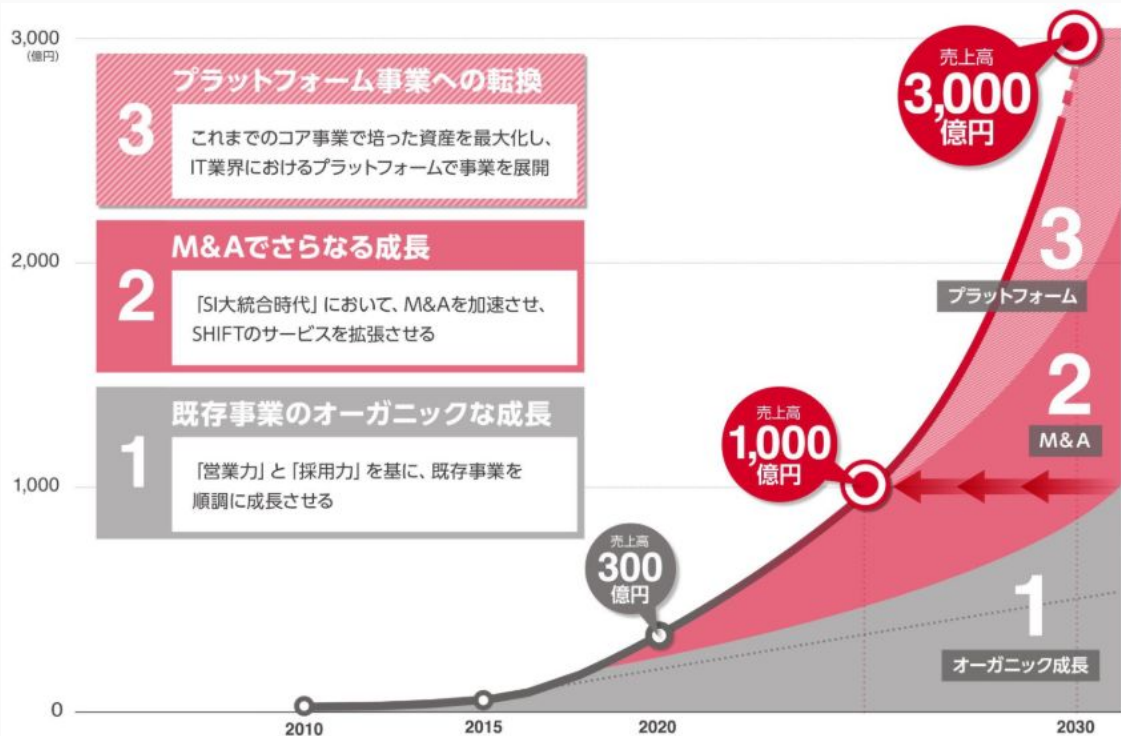 3,000
(億円)
2,000
1,000
0
3
プラットフォーム事業への転換
これまでのコア事業で培った資産を最大化し、
IT業界におけるプラットフォームで事業を展開
2
M&Aでさらなる成長
「SI大統合時代」において、M&Aを加速させ、
SHIFTのサービスを拡張させる
1
既存事業のオーガニックな成長
「営業力」と「採用力」を基に、既存事業を
順調に成長させる
売上高
300
億円
売上高
1,000
億円
売上高
3,000
億円
3
プラットフォーム
2
M&A
1
オーガニック成長
2010
2015
2020
2030